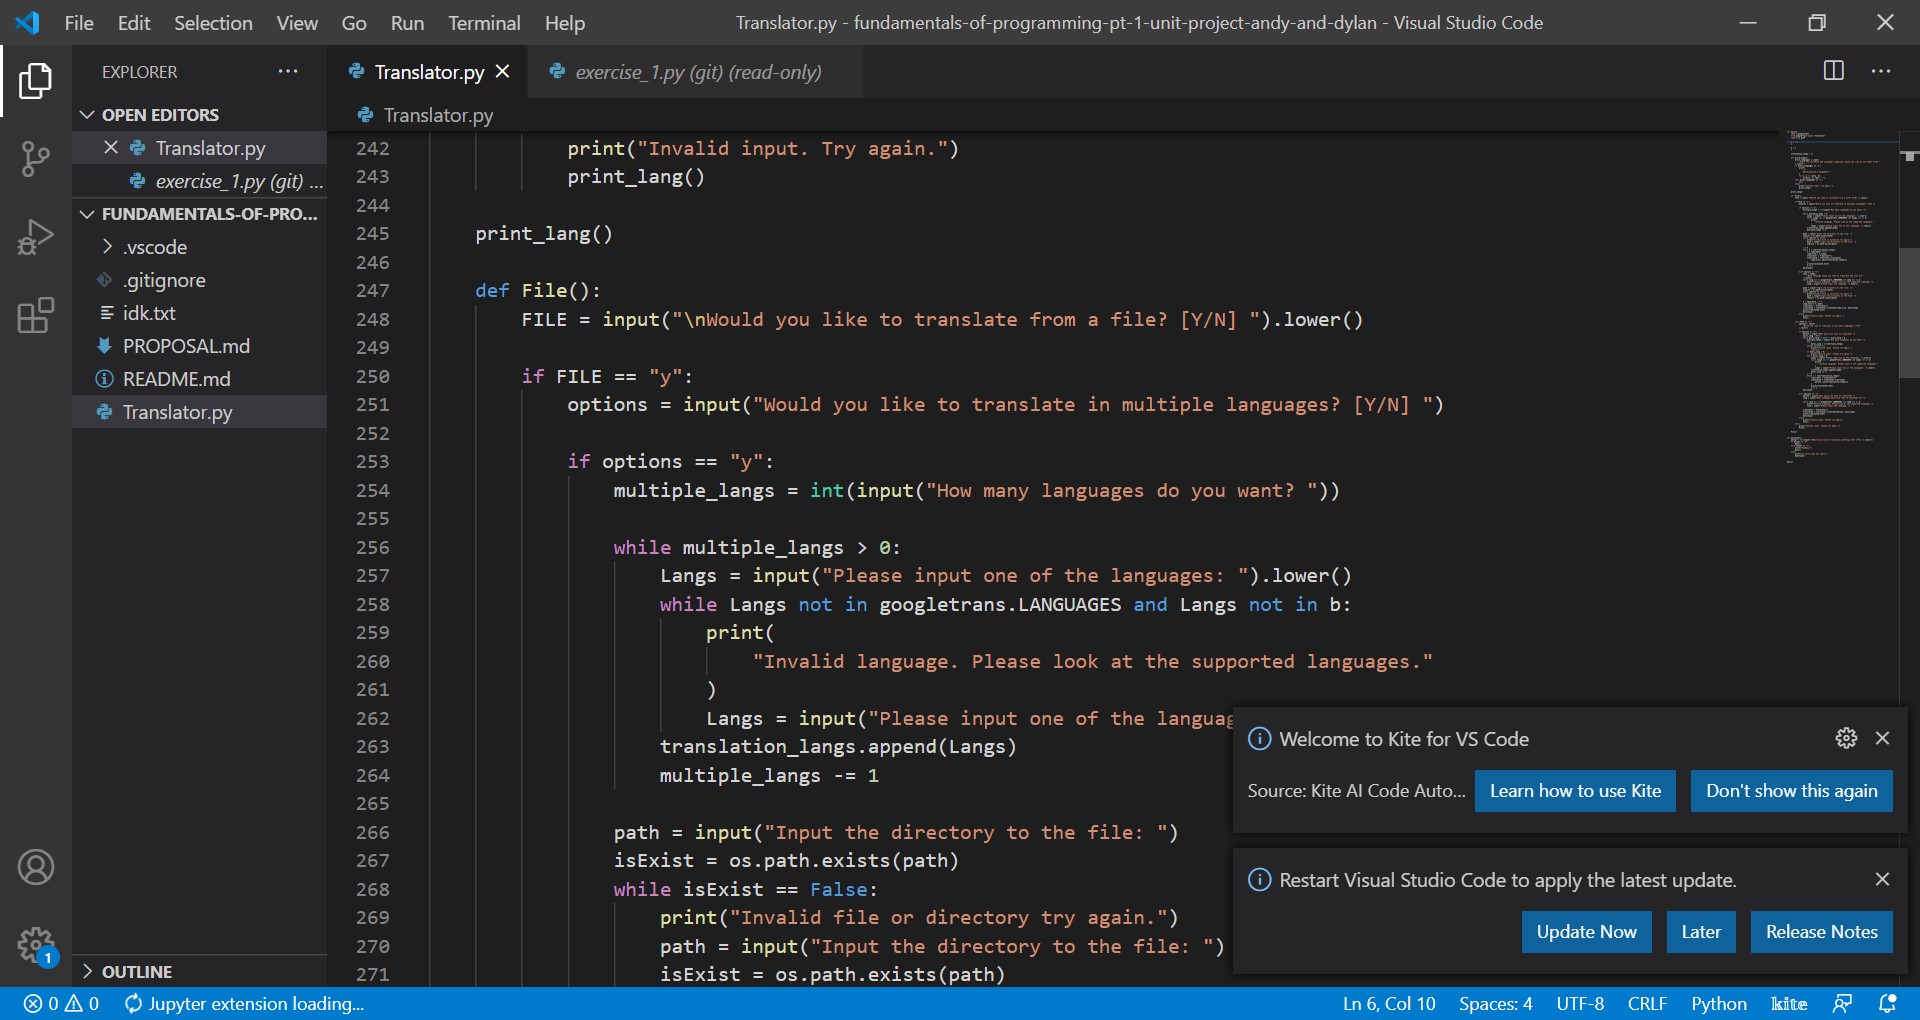 File Edit Selection View Go Run Terminal Help
Translator.py - fundamentals-of-programming-pt-1-unit-project-andy-and-dylan - Visual Studio Code
EXPLORER
OPEN EDITORS
Translator.py
exercise_1.py (git) ...
FUNDAMENTALS-OF-PRO...
.vscode
.gitignore
idk.txt
PROPOSAL.md
README.md
Translator.py
OUTLINE
1
Translator.py
exercise_1.py (git) (read-only)
Translator.py
242 print("Invalid input. Try again.")
243 print_lang()
244
245 print_lang()
246
247 def File():
248 FILE = input("\nWould you like to translate from a file? [Y/N] ").lower()
249
250 if FILE == "y":
251 options = input("Would you like to translate in multiple languages? [Y/N] ")
252
253 if options == "y":
254 multiple_langs = int(input("How many languages do you want? "))
255
256 while multiple_langs > 0:
257 Langs = input("Please input one of the languages: ").lower()
258 while Langs not in googletrans.LANGUAGES and Langs not in b:
259 print(
260 "Invalid language. Please look at the supported languages."
261 )
262 Langs = input("Please input one of the languag
263 translation_langs.append(Langs)
264 multiple_langs -= 1
265
266 path = input("Input the directory to the file: ")
267 isExist = os.path.exists(path)
268 while isExist == False:
269 print("Invalid file or directory try again.")
270 path = input("Input the directory to the file: ")
271 isExist = os.path.exists(path)
Welcome to Kite for VS Code
Source: Kite AI Code Auto... Learn how to use Kite Don't show this again
Restart Visual Studio Code to apply the latest update.
Update Now Later Release Notes
0 0 Jupyter extension loading... Ln 6, Col 10 Spaces: 4 UTF-8 CRLF Python kite